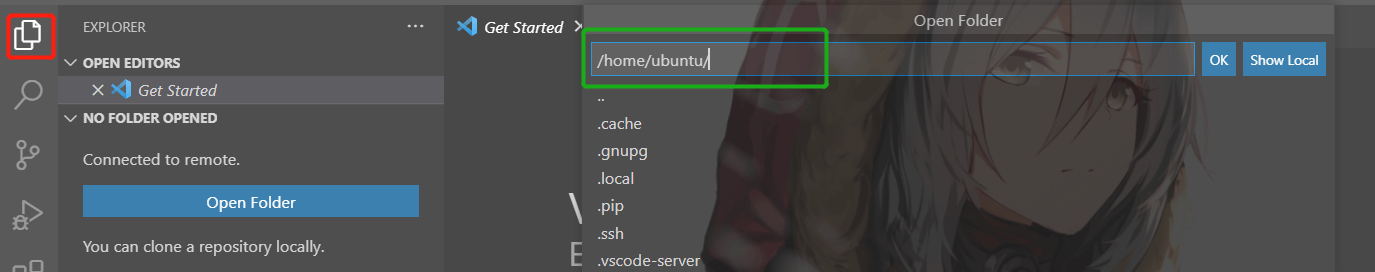 EXPLORER
···
OPEN EDITORS
Get Started
NO FOLDER OPENED
Connected to remote.
Open Folder
You can clone a repository locally.
Get Started
Open Folder
/home/ubuntu/
OK
Show Local
..
.cache
.gnupg
.local
.pip
.ssh
.vscode-server